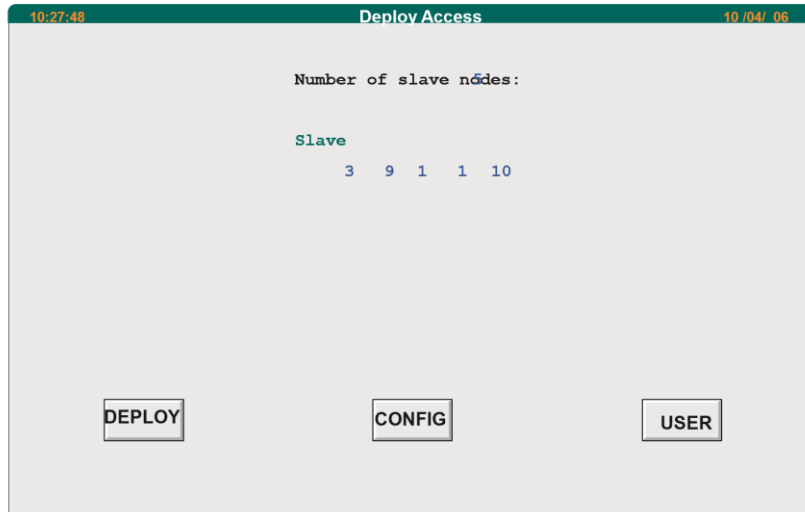 10:27:48 Deploy Access 10 /04/ 06
Number of slave nodes: 5
Slave
3 9 1 1 10
DEPLOY CONFIG USER